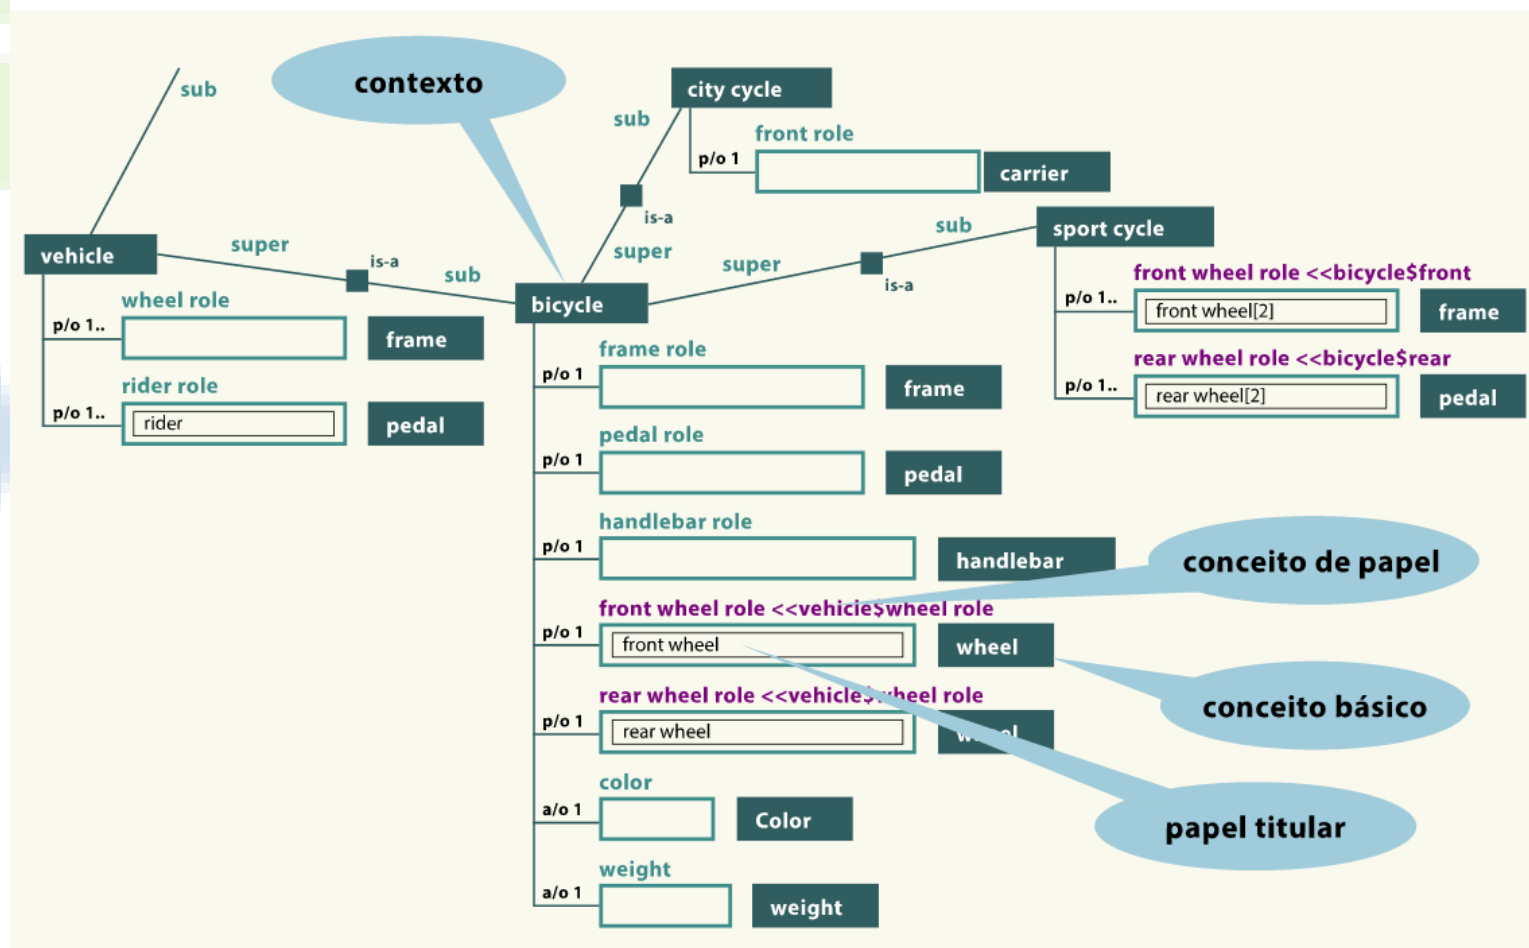 contexto
sub
vehicle
super
is-a
sub
wheel role
p/o 1..
frame
rider role
p/o 1..
rider
pedal
city cycle
sub
front role
p/o 1
carrier
is-a
super
super
sub
is-a
sport cycle
front wheel role <<bicycle$front
p/o 1..
front wheel[2]
frame
rear wheel role <<bicycle$rear
p/o 1..
rear wheel[2]
pedal
bicycle
frame role
p/o 1
frame
pedal role
p/o 1
pedal
handlebar role
p/o 1
handlebar
conceito de papel
front wheel role <<vehicle$wheel role
p/o 1
front wheel
wheel
conceito básico
rear wheel role <<vehicle$wheel role
p/o 1
rear wheel
wheel
papel titular
color
a/o 1
Color
weight
a/o 1
weight